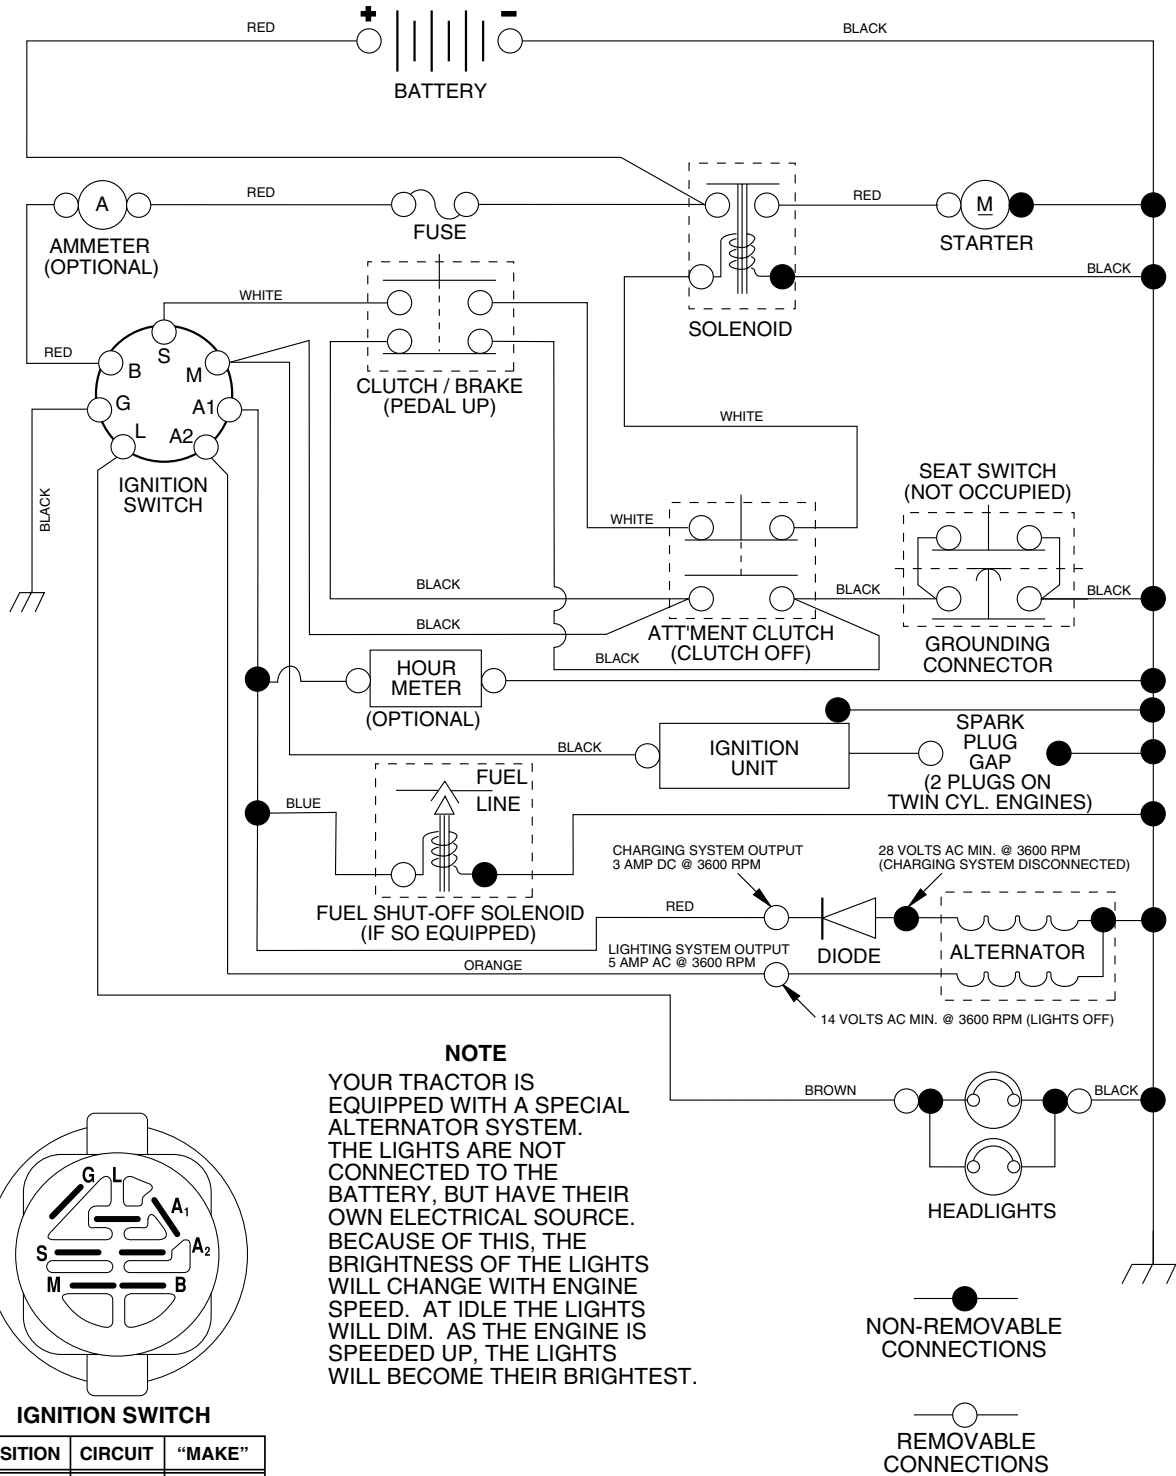 + -
RED
BLACK
BATTERY
A
RED
FUSE
RED
M
STARTER
AMMETER
(OPTIONAL)
BLACK
SOLENOID
WHITE
RED
S
B
M
G
A1
L
A2
IGNITION
SWITCH
BLACK
CLUTCH / BRAKE
(PEDAL UP)
WHITE
SEAT SWITCH
(NOT OCCUPIED)
WHITE
BLACK
BLACK
BLACK
BLACK
ATT'MENT CLUTCH
(CLUTCH OFF)
BLACK
GROUNDING
CONNECTOR
HOUR
METER
(OPTIONAL)
BLACK
IGNITION
UNIT
SPARK
PLUG
GAP
(2 PLUGS ON
TWIN CYL. ENGINES)
FUEL
LINE
BLUE
FUEL SHUT-OFF SOLENOID
(IF SO EQUIPPED)
CHARGING SYSTEM OUTPUT
3 AMP DC @ 3600 RPM
28 VOLTS AC MIN. @ 3600 RPM
(CHARGING SYSTEM DISCONNECTED)
RED
DIODE
ALTERNATOR
LIGHTING SYSTEM OUTPUT
5 AMP AC @ 3600 RPM
ORANGE
14 VOLTS AC MIN. @ 3600 RPM (LIGHTS OFF)
NOTE
YOUR TRACTOR IS
EQUIPPED WITH A SPECIAL
ALTERNATOR SYSTEM.
THE LIGHTS ARE NOT
CONNECTED TO THE
BATTERY, BUT HAVE THEIR
OWN ELECTRICAL SOURCE.
BECAUSE OF THIS, THE
BRIGHTNESS OF THE LIGHTS
WILL CHANGE WITH ENGINE
SPEED. AT IDLE THE LIGHTS
WILL DIM. AS THE ENGINE IS
SPEEDED UP, THE LIGHTS
WILL BECOME THEIR BRIGHTEST.
BROWN
BLACK
HEADLIGHTS
G L
A1
S
A2
M
B
IGNITION SWITCH
SITION CIRCUIT “MAKE”
NON-REMOVABLE
CONNECTIONS
REMOVABLE
CONNECTIONS